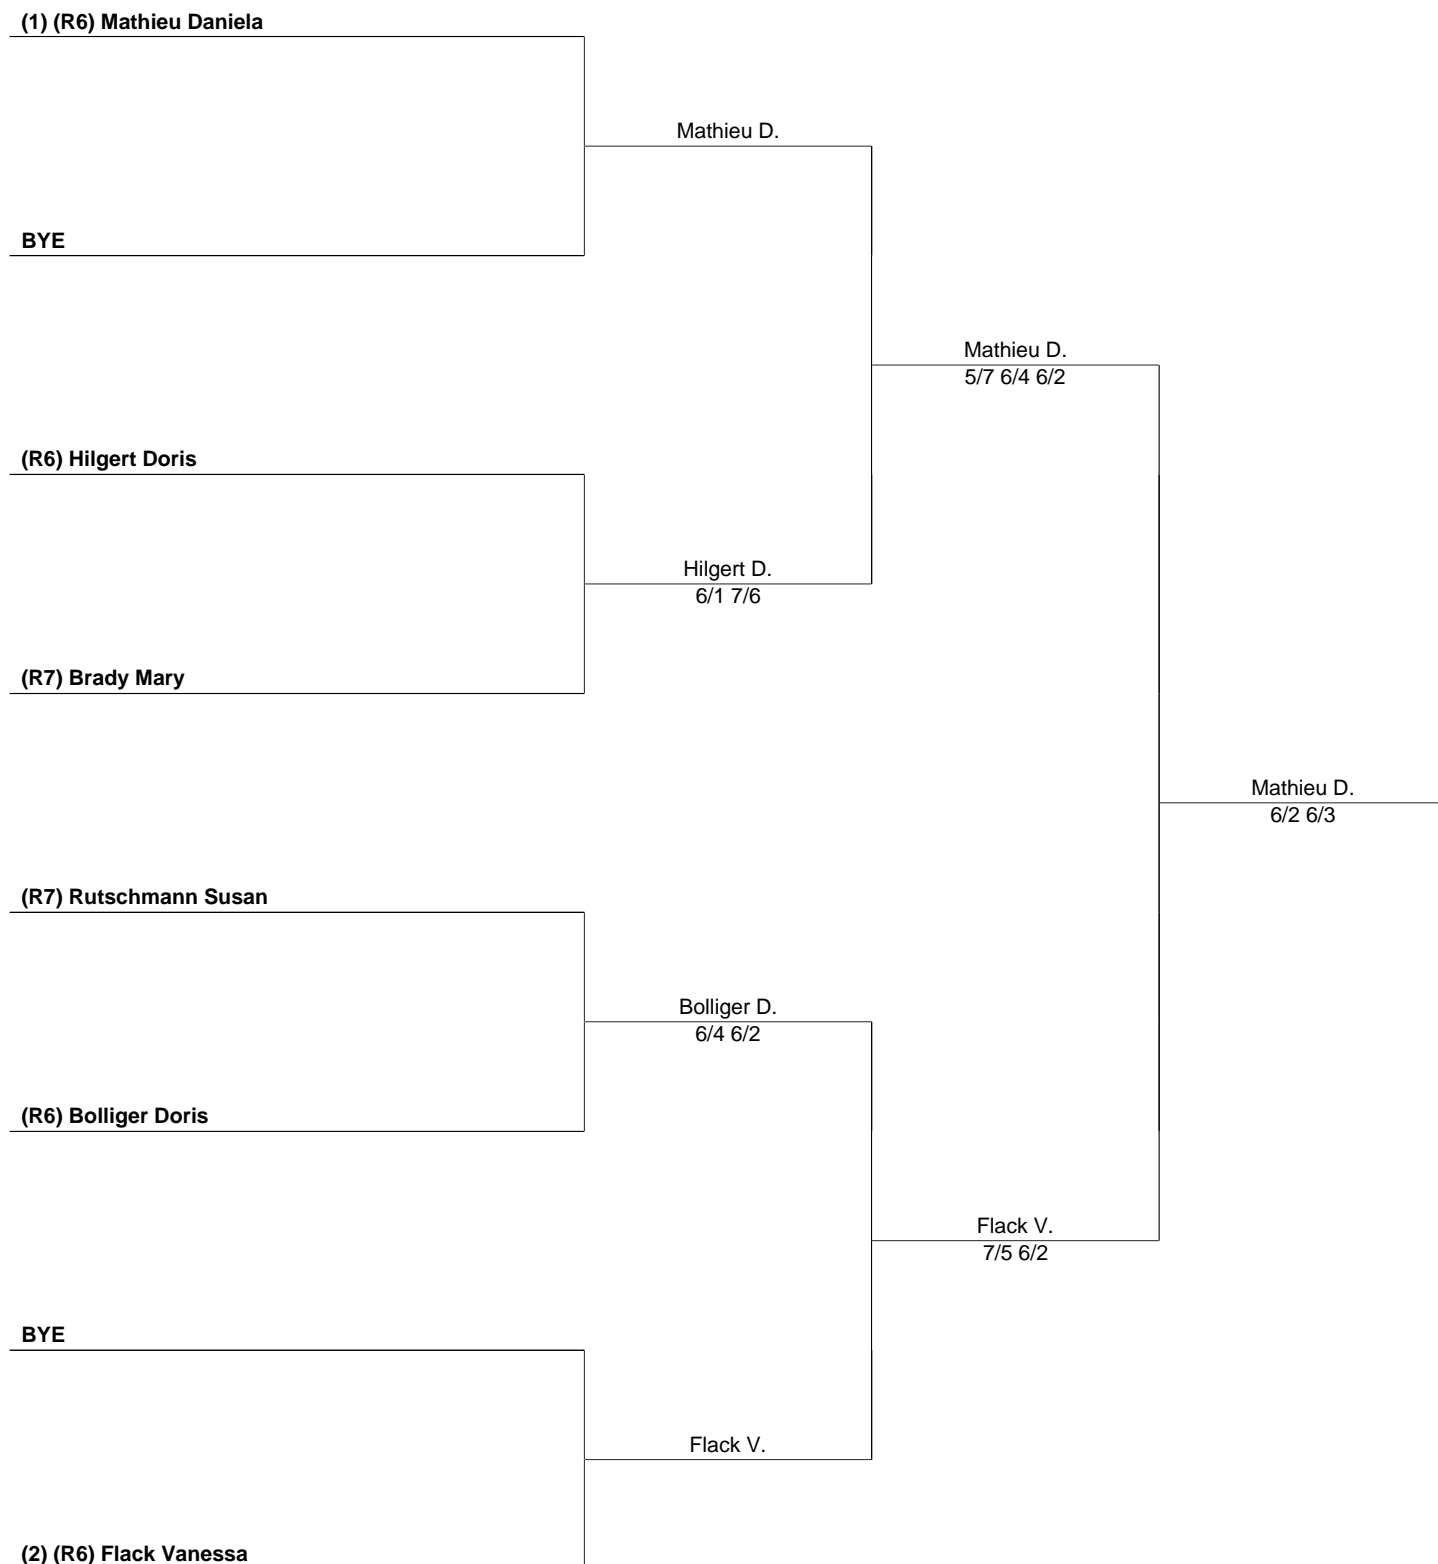 (1) (R6) Mathieu Daniela
Mathieu D.
BYE
Mathieu D.
5/7 6/4 6/2
(R6) Hilgert Doris
Hilgert D.
6/1 7/6
(R7) Brady Mary
Mathieu D.
6/2 6/3
(R7) Rutschmann Susan
Bolliger D.
6/4 6/2
(R6) Bolliger Doris
Flack V.
7/5 6/2
BYE
Flack V.
(2) (R6) Flack Vanessa